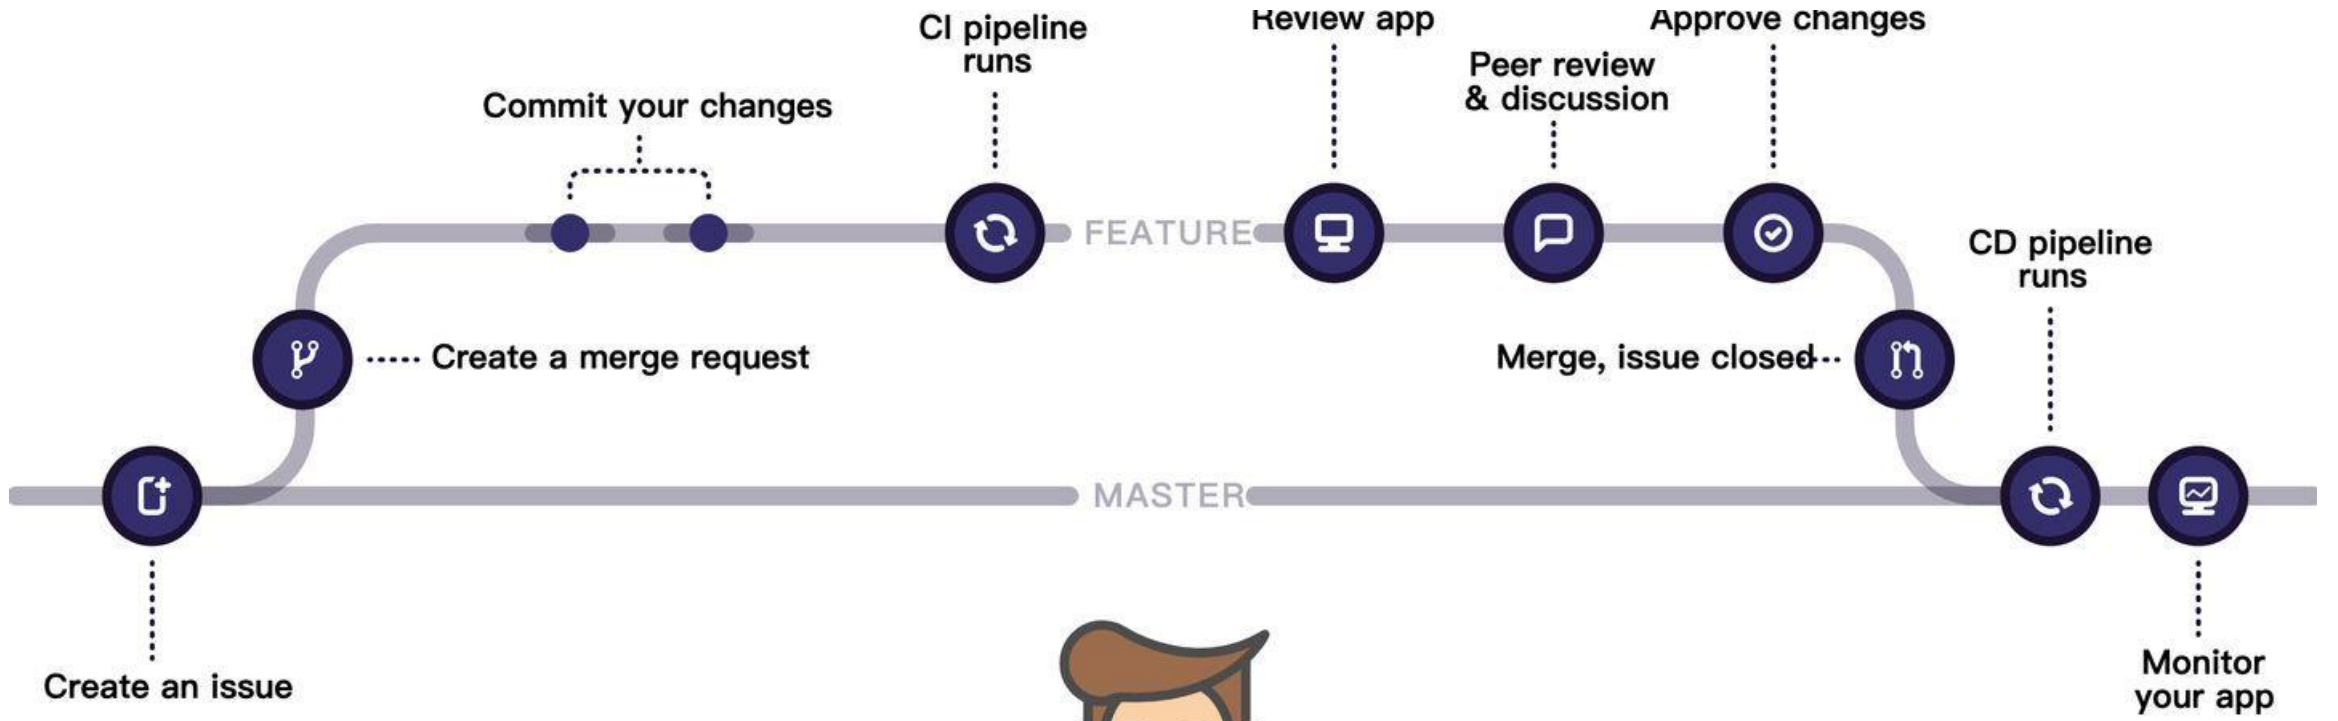 CI pipeline
runs
Review app
Approve changes
Peer review
& discussion
Commit your changes
FEATURE
CD pipeline
runs
Create a merge request
Merge, issue closed
MASTER
Create an issue
Monitor
your app